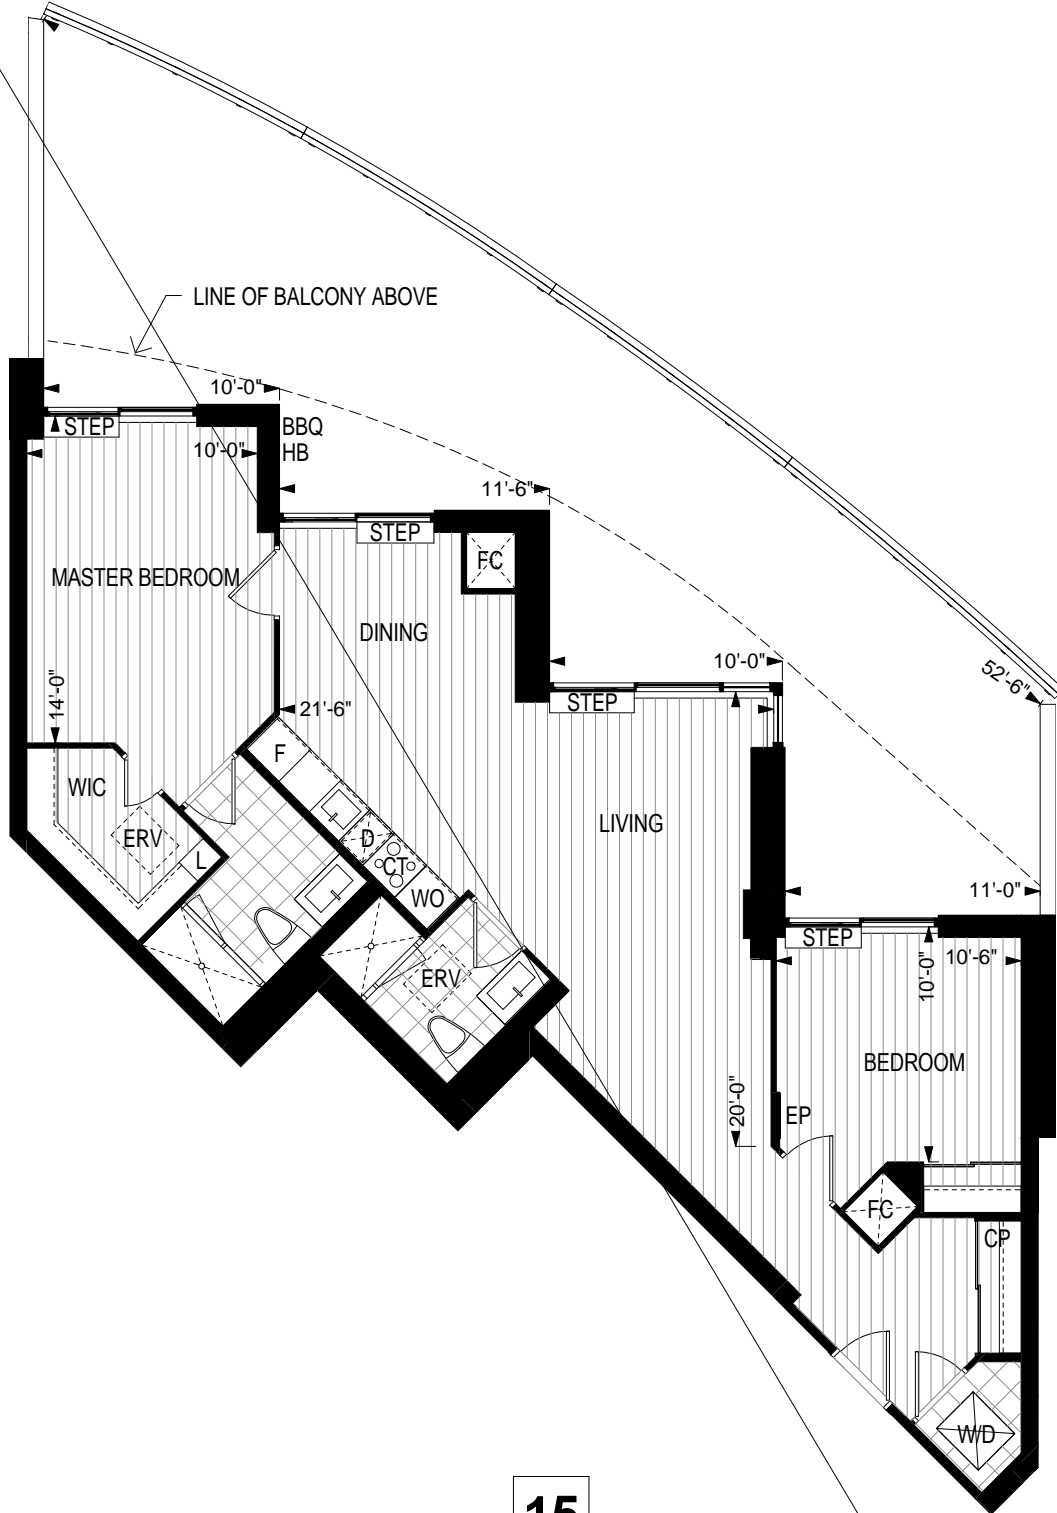 LINE OF BALCONY ABOVE
10'-0"
STEP
10'-0"
BBQ
HB
11'-6"
STEP
FC
MASTER BEDROOM
DINING
10'-0"
52'-6"
14'-0"
21'-6"
STEP
F
WIC
ERV
L
D
CT
WO
LIVING
11'-0"
STEP
10'-0"
10'-6"
ERV
BEDROOM
20'-0"
EP
FC
CP
W/D
15